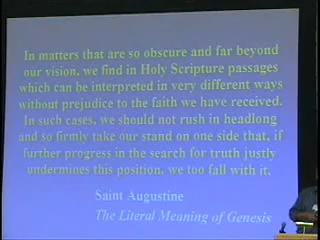 In matters that are so obscure and far beyond
our vision, we find in Holy Scripture passages
which can be interpreted in very different ways
without prejudice to the faith we have received.
In such cases, we should not rush in headlong
and so firmly take our stand on one side that, if
further progress in the search for truth justly
undermines this position, we too fall with it.
Saint Augustine
The Literal Meaning of Genesis